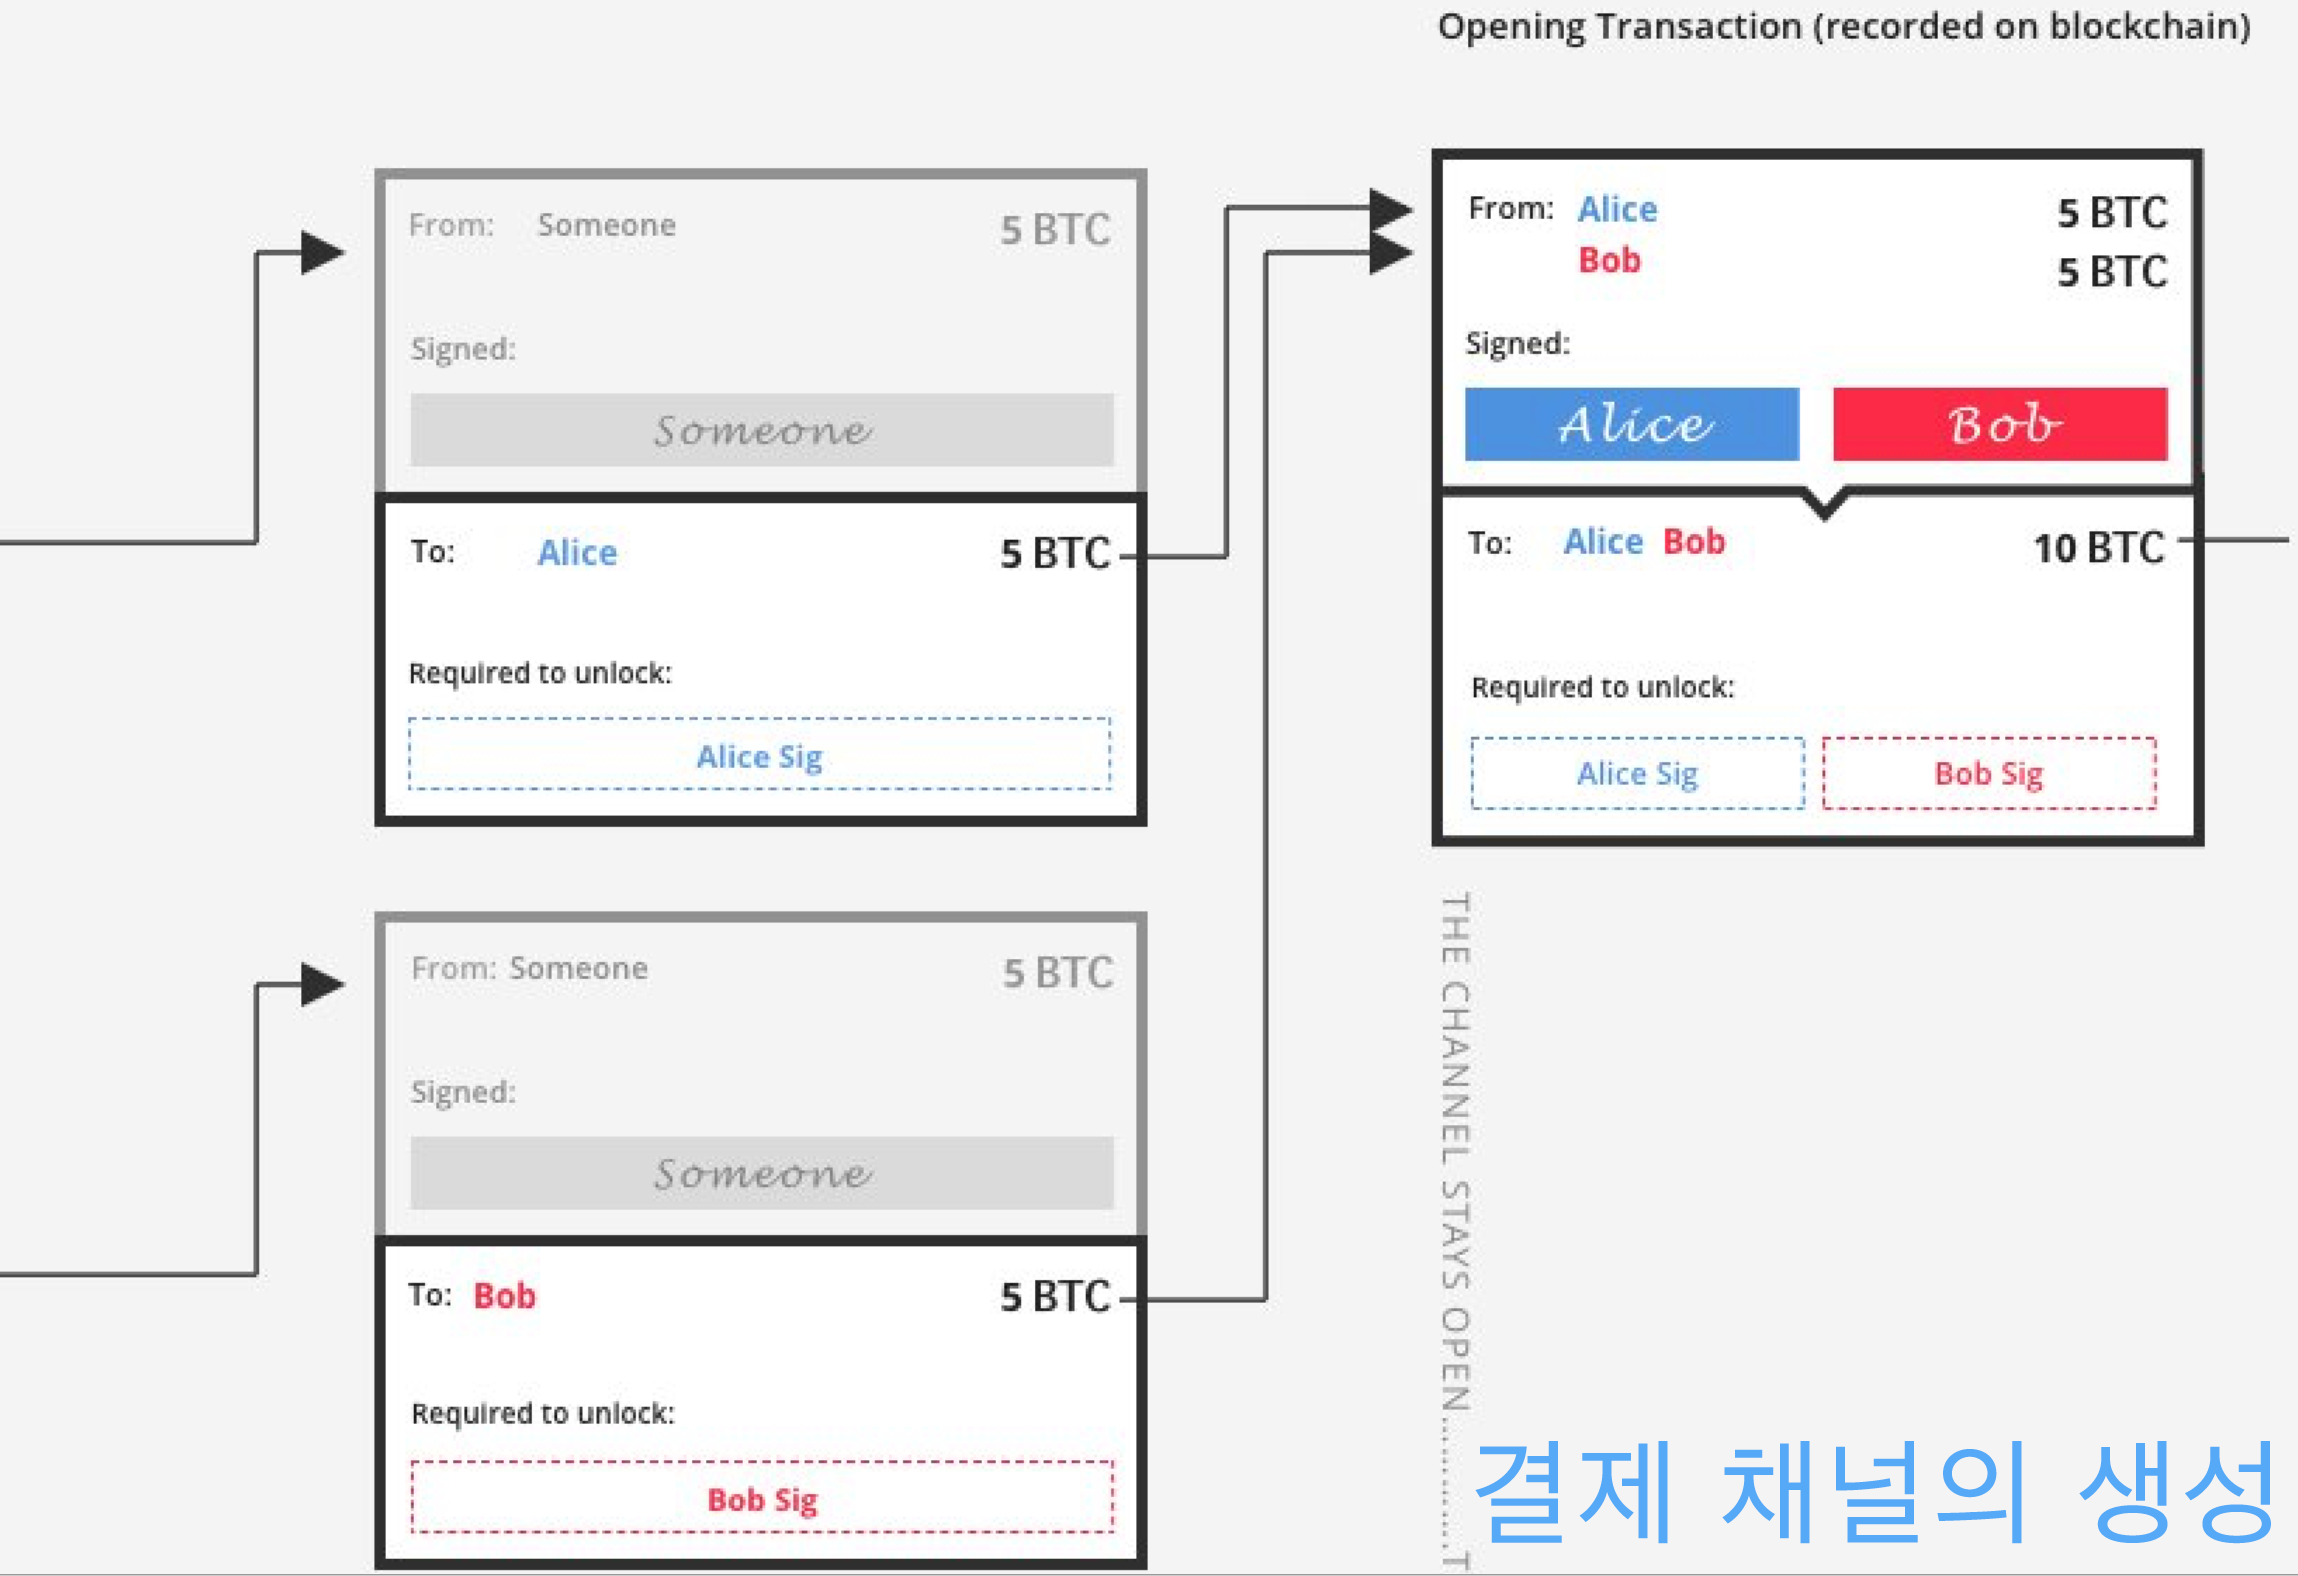 Opening Transaction (recorded on blockchain)
From: Someone 5 BTC
Signed:
Someone
To: Alice 5 BTC
Required to unlock:
Alice Sig
From: Someone 5 BTC
Signed:
Someone
To: Bob 5 BTC
Required to unlock:
Bob Sig
From: Alice 5 BTC
Bob 5 BTC
Signed:
Alice Bob
To: Alice Bob 10 BTC
Required to unlock:
Alice Sig Bob Sig
THE CHANNEL STAYS OPEN..............T
결제 채널의 생성